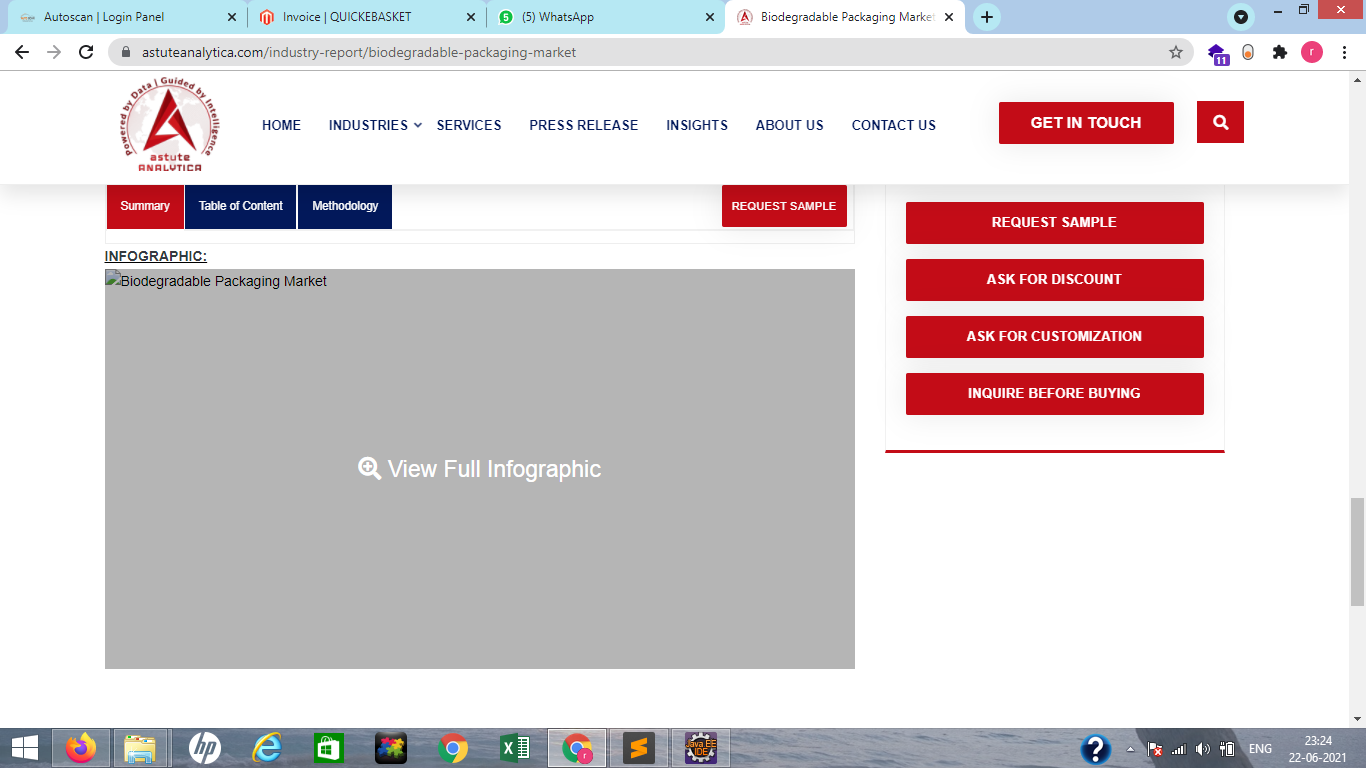 Autoscan | Login Panel
Invoice | QUICKEBASKET
(5) WhatsApp
Biodegradable Packaging Market
astuteanalytica.com/industry-report/biodegradable-packaging-market
11
r
Powered by Data | Guided by Intelligence
astute
ANALYTICA
HOME
INDUSTRIES
SERVICES
PRESS RELEASE
INSIGHTS
ABOUT US
CONTACT US
GET IN TOUCH
Summary
Table of Content
Methodology
REQUEST SAMPLE
INFOGRAPHIC:
Biodegradable Packaging Market
View Full Infographic
REQUEST SAMPLE
ASK FOR DISCOUNT
ASK FOR CUSTOMIZATION
INQUIRE BEFORE BUYING
hp
r
Java EE
IDE
?
ENG
23:24
22-06-2021